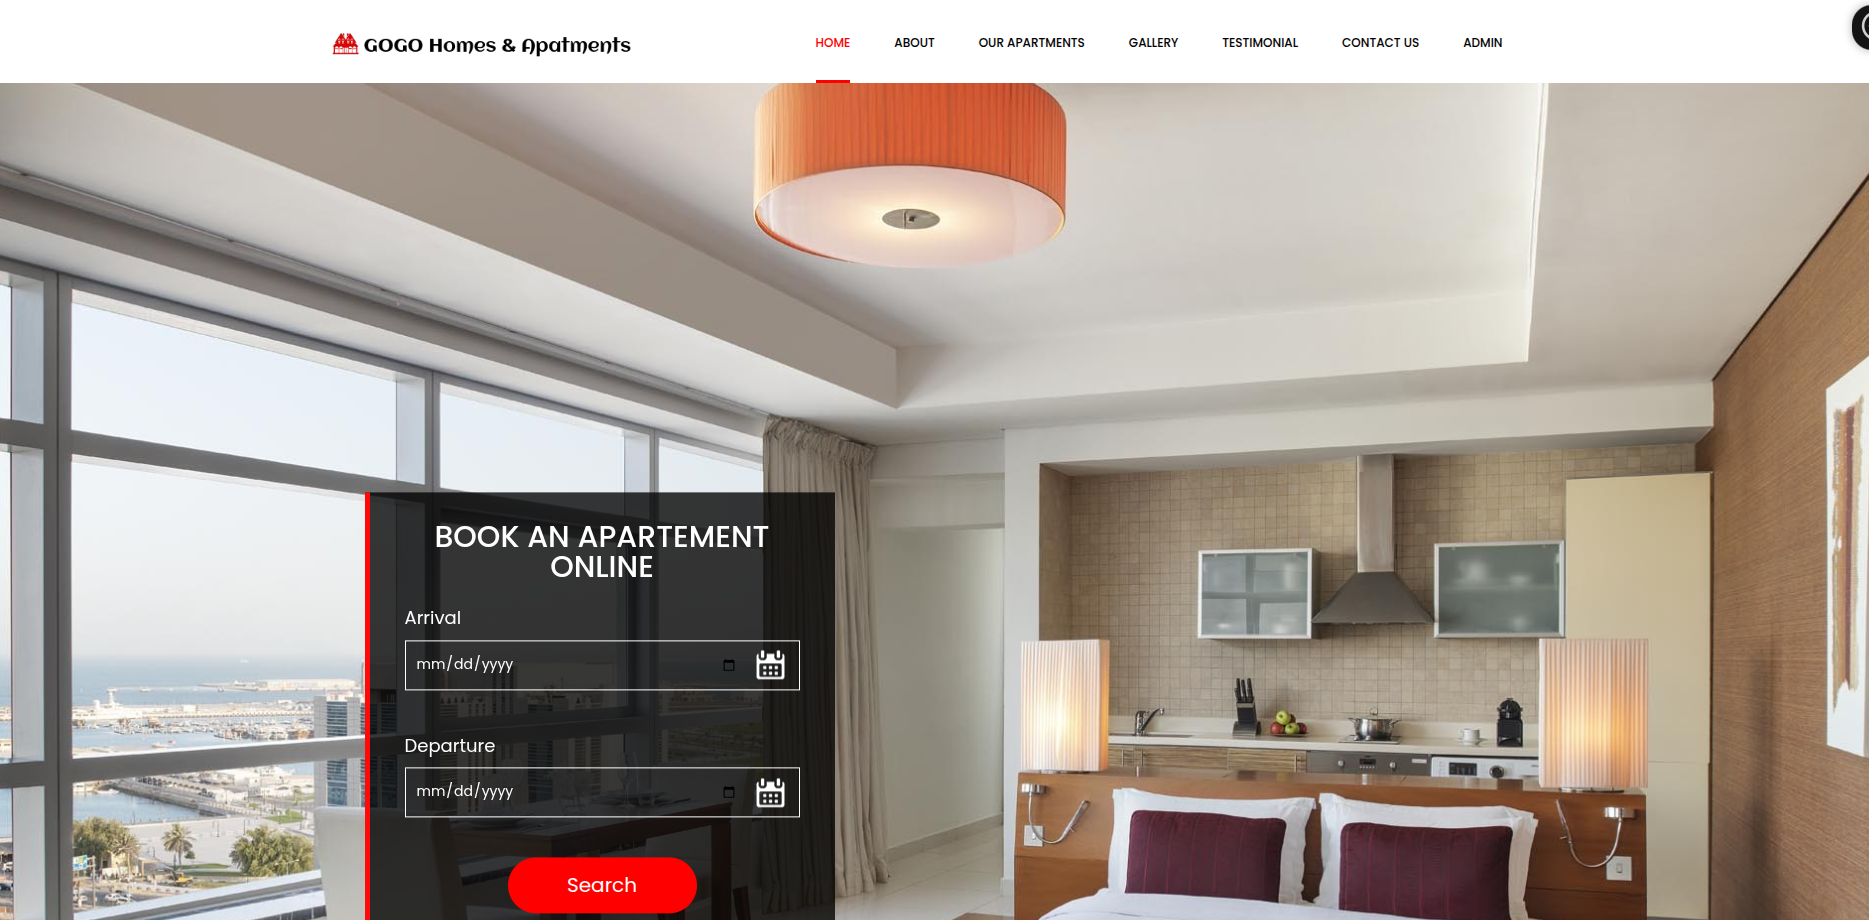 GOGO Homes & Apatments
HOME ABOUT OUR APARTMENTS GALLERY TESTIMONIAL CONTACT US ADMIN
BOOK AN APARTEMENT
ONLINE
Arrival
mm/dd/yyyy
Departure
mm/dd/yyyy
Search